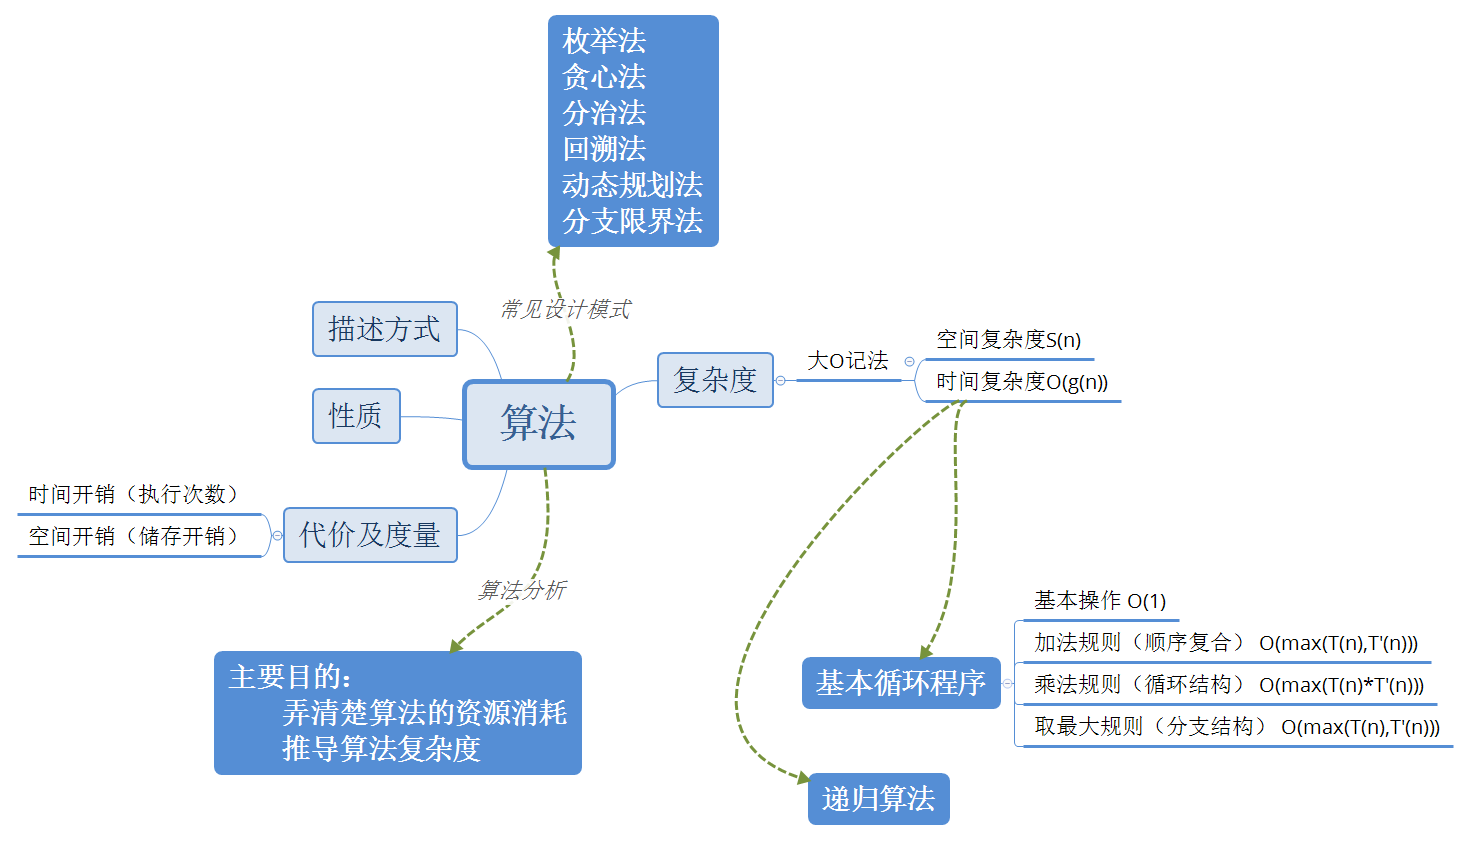 枚举法
贪心法
分治法
回溯法
动态规划法
分支限界法
常见设计模式
描述方式
性质
算法
复杂度
大O记法
空间复杂度S(n)
时间复杂度O(g(n))
时间开销（执行次数）
空间开销（储存开销）
代价及度量
算法分析
主要目的：
弄清楚算法的资源消耗
推导算法复杂度
基本循环程序
基本操作 O(1)
加法规则（顺序复合） O(max(T(n),T'(n)))
乘法规则（循环结构） O(max(T(n)*T'(n)))
取最大规则（分支结构） O(max(T(n),T'(n)))
递归算法